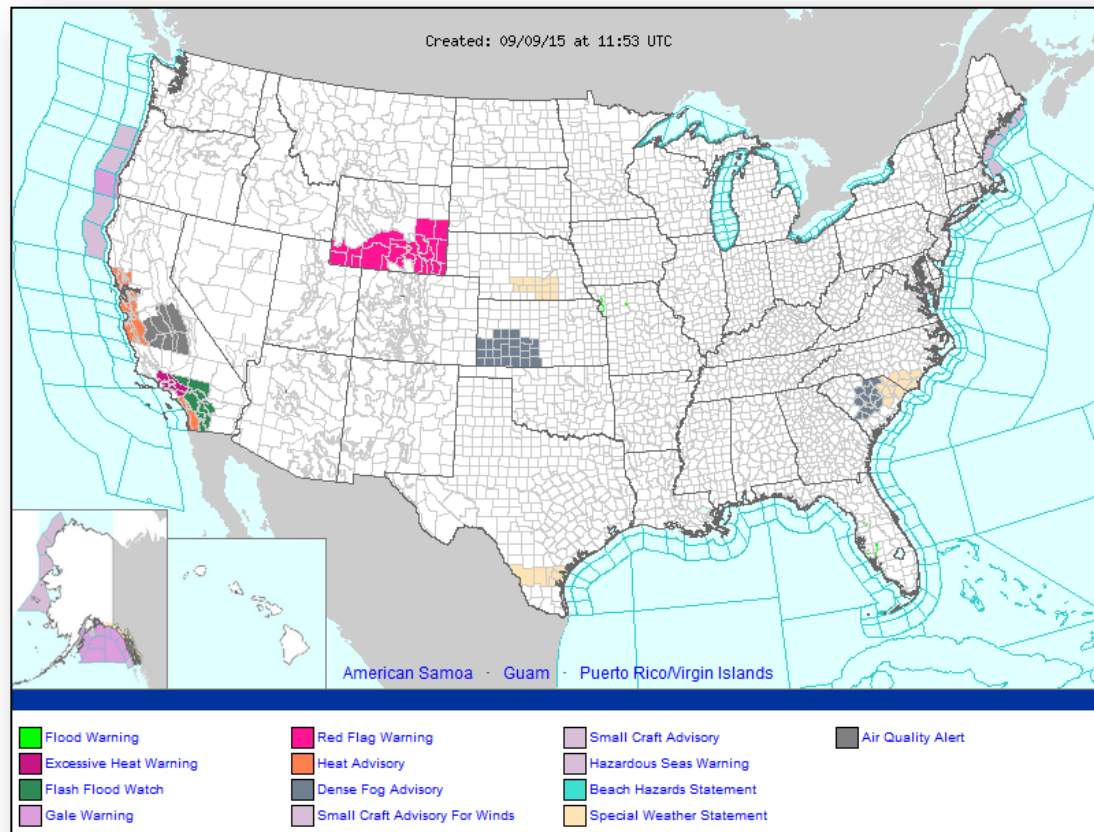 Created: 09/09/15 at 11:53 UTC
American Samoa - Guam - Puerto Rico/Virgin Islands
Flood Warning
Excessive Heat Warning
Flash Flood Watch
Gale Warning
Red Flag Warning
Heat Advisory
Dense Fog Advisory
Small Craft Advisory For Winds
Small Craft Advisory
Hazardous Seas Warning
Beach Hazards Statement
Special Weather Statement
Air Quality Alert